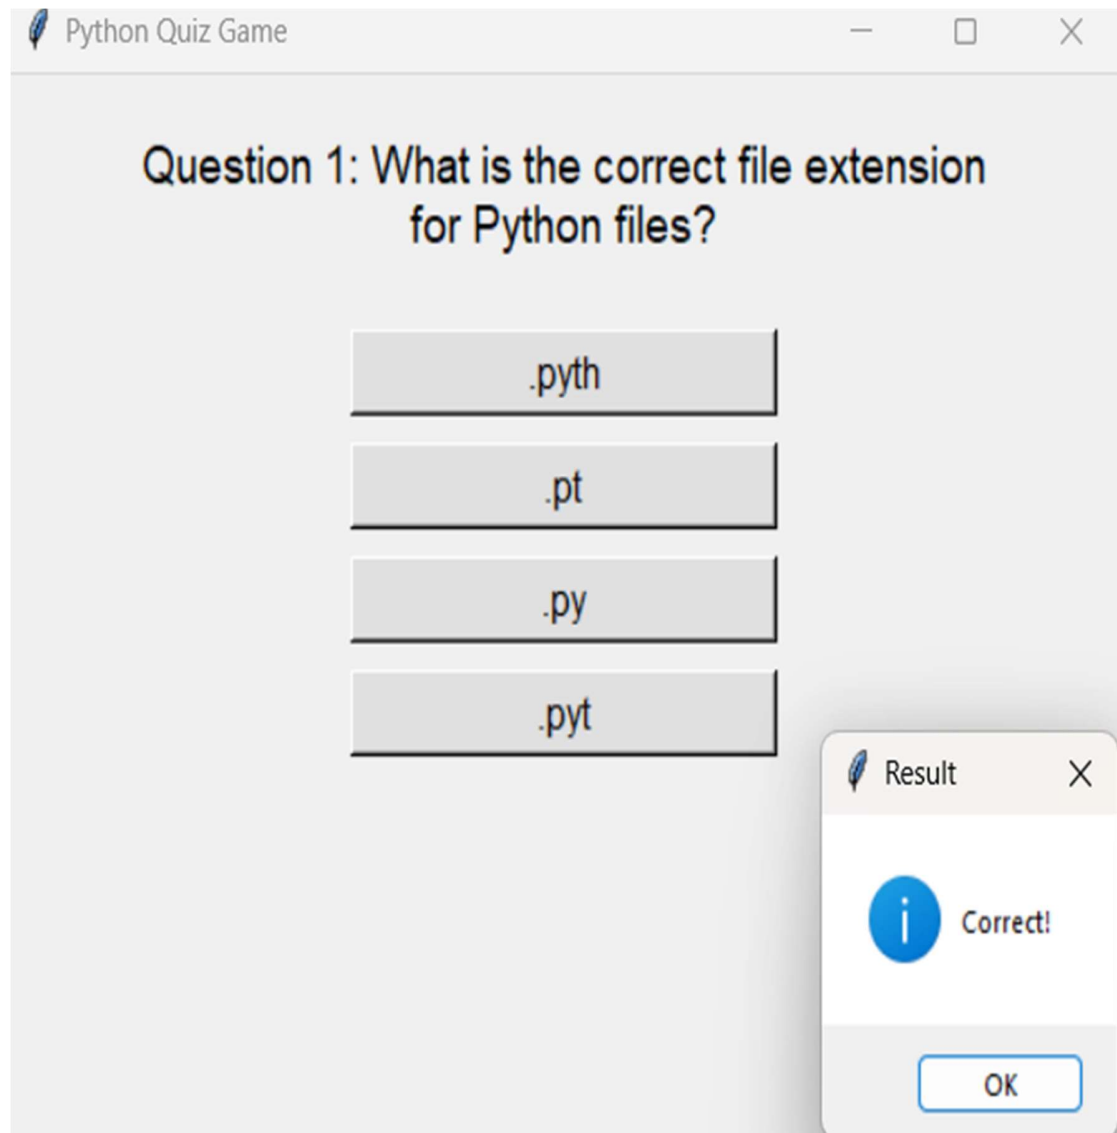 Python Quiz Game
Question 1: What is the correct file extension
for Python files?
.pyth
.pt
.py
.pyt
Result
Correct!
OK